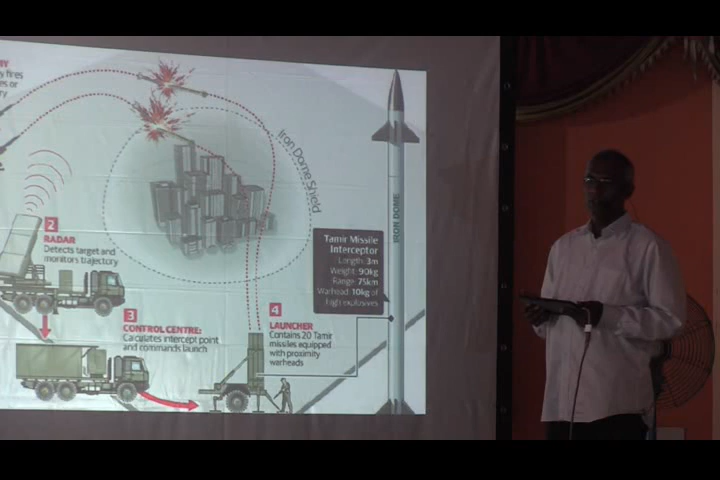 y fires
es or
ry
2
RADAR
Detects target and
monitors trajectory
3
CONTROL CENTRE:
Calculates intercept point
and commands launch
4
LAUNCHER
Contains 20 Tamir
missiles equipped
with proximity
warheads
Iron Dome Shield
Tamir Missile
Interceptor
Length: 3m
Weight: 90kg
Range: 75km
Warhead: 10kg of
high explosives
IRON DOME